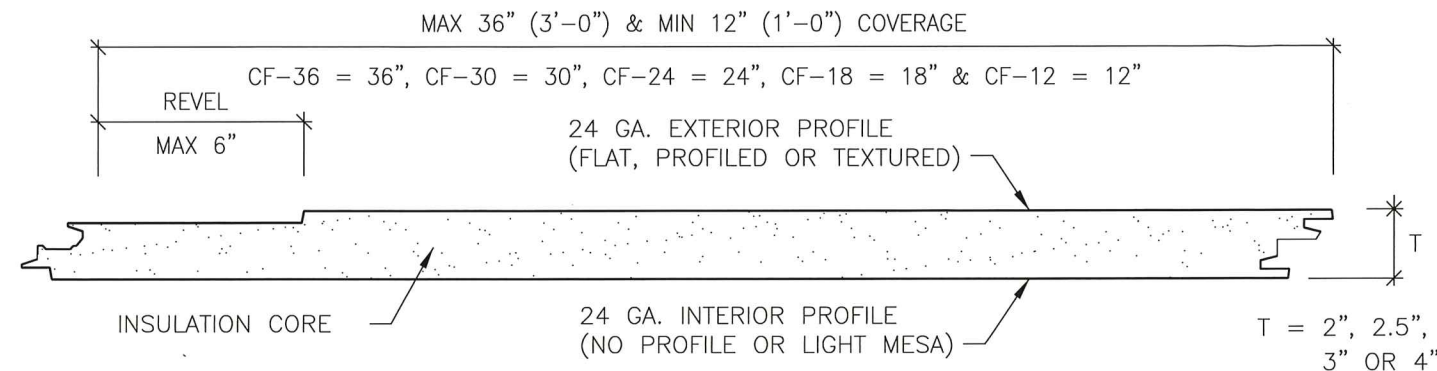 MAX 36” (3’-0”) & MIN 12” (1’-0”) COVERAGE
CF-36 = 36”, CF-30 = 30”, CF-24 = 24”, CF-18 = 18” & CF-12 = 12”
REVEL
MAX 6”
24 GA. EXTERIOR PROFILE
(FLAT, PROFILED OR TEXTURED)
T
INSULATION CORE
24 GA. INTERIOR PROFILE
(NO PROFILE OR LIGHT MESA)
T = 2”, 2.5”,
3” OR 4”